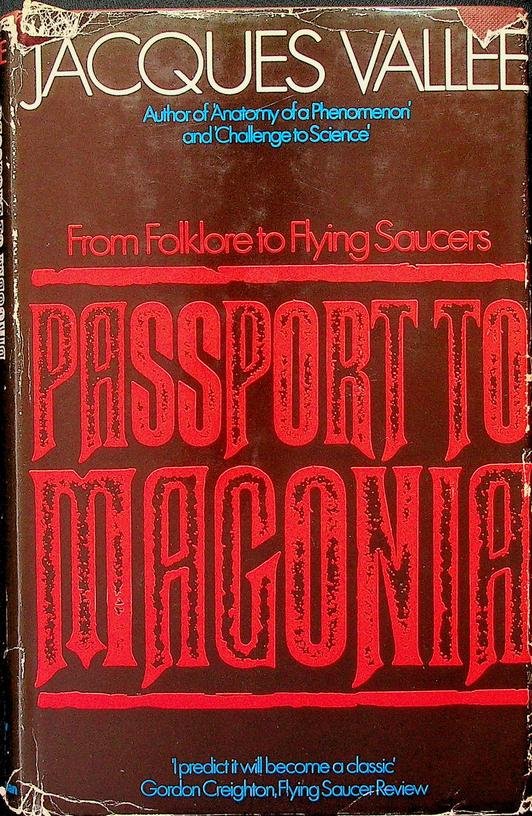 JACQUES VALLEE
Author of 'Anatomy of a Phenomenon'
and 'Challenge to Science'
From Folklore to Flying Saucers
PASSPORT TO
MAGONIA
'I predict it will become a classic'
Gordon Creighton, Flying Saucer Review